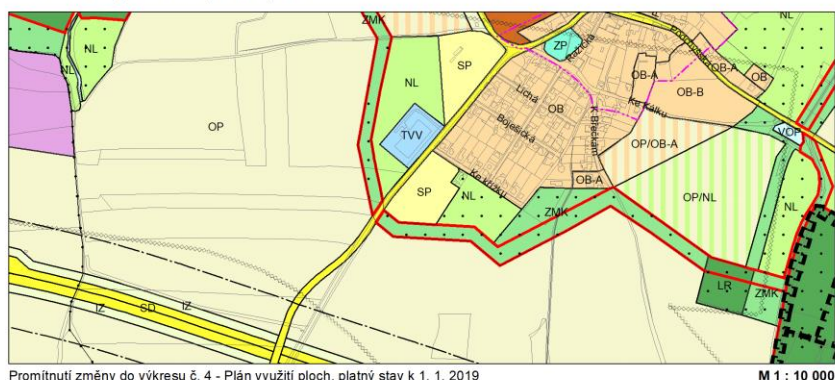 ZMK
NL
NL
SP
ZP
Růžická
OB-A
OB-A
OB
NL
OB-B
OP
Lichá
OB
Ke Kálku
TVV
Boješická
K Břečkám
VOP
OP/OB-A
Ke křížku
OB-A
SP
NL
ZMK
OP/NL
NL
LR
ZMK
IZ
SD
IZ
Promítnutí změny do výkresu č. 4 - Plán využití ploch, platný stav k 1. 1. 2019
M 1 : 10 000